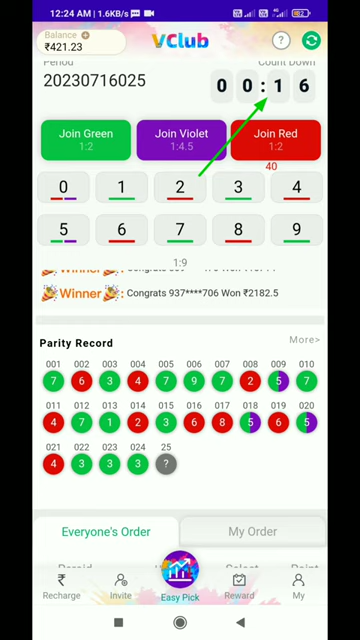 12:24 AM | 1.6KB/s
Balance
₹421.23
VClub
?
Period
Count Down
20230716025
0 0 : 1 6
Join Green
1:2
Join Violet
1:4.5
Join Red
1:2
40
0 1 2 3 4
5 6 7 8 9
1:9
Winner : Congrats
Winner : Congrats 937****706 Won ₹2182.5
Parity Record
More>
001 002 003 004 005 006 007 008 009 010
7 6 3 4 7 9 7 2 5 7
011 012 013 014 015 016 017 018 019 020
4 7 1 2 3 6 8 5 6 5
021 022 023 024 25
4 3 3 3 ?
Everyone's Order
My Order
Period
Select
Point
Recharge
Invite
Easy Pick
Reward
My